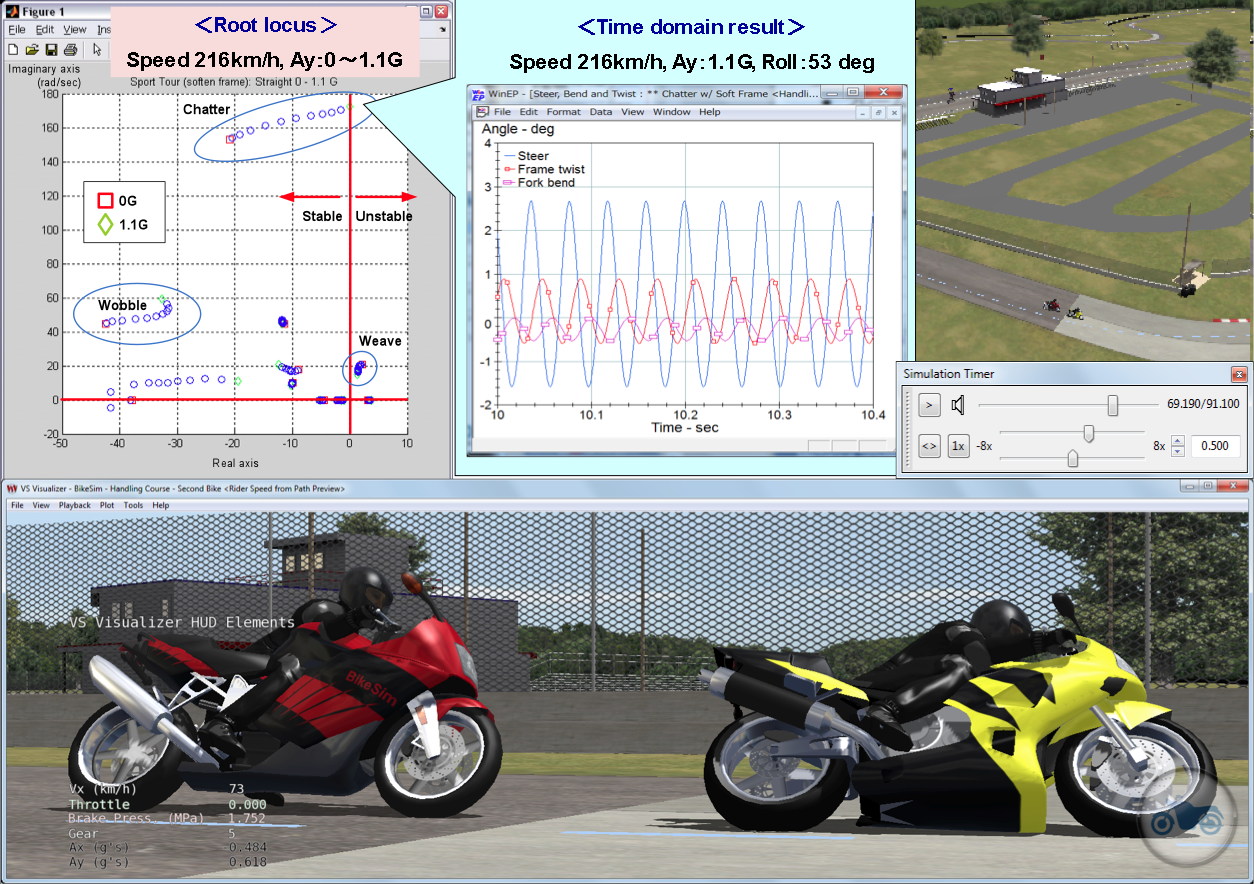 Figure 1
File Edit View Ins
<Root locus>
Speed 216km/h, Ay:0~1.1G
Imaginary axis
(rad/sec)
Sport Tour (soften frame): Straight 0 - 1.1 G
180
160
140
120
100
80
60
40
20
0
-20
Chatter
0G
1.1G
Stable
Unstable
Wobble
Weave
-50 -40 -30 -20 -10 0 10
Real axis
<Time domain result>
Speed 216km/h, Ay:1.1G, Roll:53 deg
WinEP - [Steer, Bend and Twist : ** Chatter w/ Soft Frame <Handli...
File Edit Format Data View Window Help
Angle - deg
Steer
Frame twist
Fork bend
4
3
2
1
0
-1
-2
10 10.1 10.2 10.3 10.4
Time - sec
Simulation Timer
> 69.190/91.100
<> 1x -8x 8x 0.500
VS Visualizer - BikeSim - Handling Course - Second Bike <Rider Speed from Path Preview>
File View Playback Plot Tools Help
VS Visualizer HUD Elements
BikeSim
Vx (km/h) 73
Throttle 0.000
Brake Press. (MPa) 1.752
Gear 5
Ax (g's) 0.484
Ay (g's) 0.618